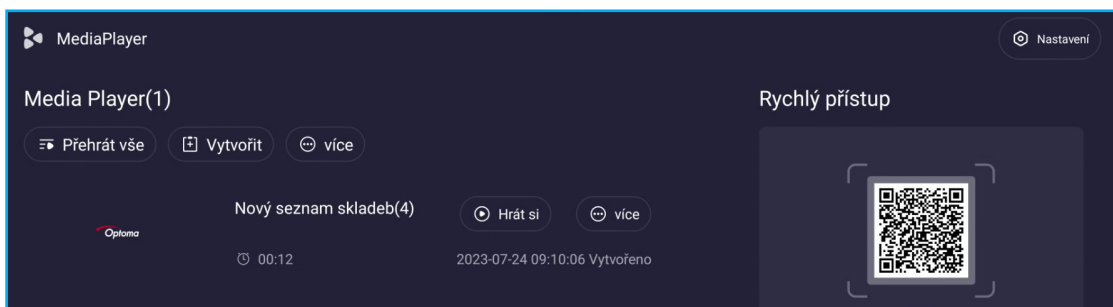 MediaPlayer
Nastavení
Media Player(1)
Rychlý přístup
Přehrát vše
Vytvořit
více
Nový seznam skladeb(4)
Hrát si
více
Optoma
00:12
2023-07-24 09:10:06 Vytvořeno